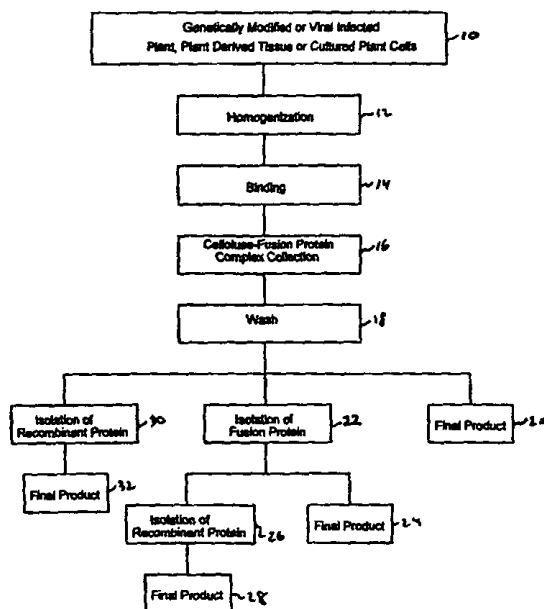 Genetically Modified or Viral Infected
Plant, Plant Derived Tissue or Cultured Plant Cells
10
Homogenization
12
Binding
14
Cellulose-Fusion Protein
Complex Collection
16
Wash
18
Isolation of
Recombinant Protein
30
Isolation of
Fusion Protein
22
Final Product
20
Final Product
32
Isolation of
Recombinant Protein
26
Final Product
24
Final Product
28